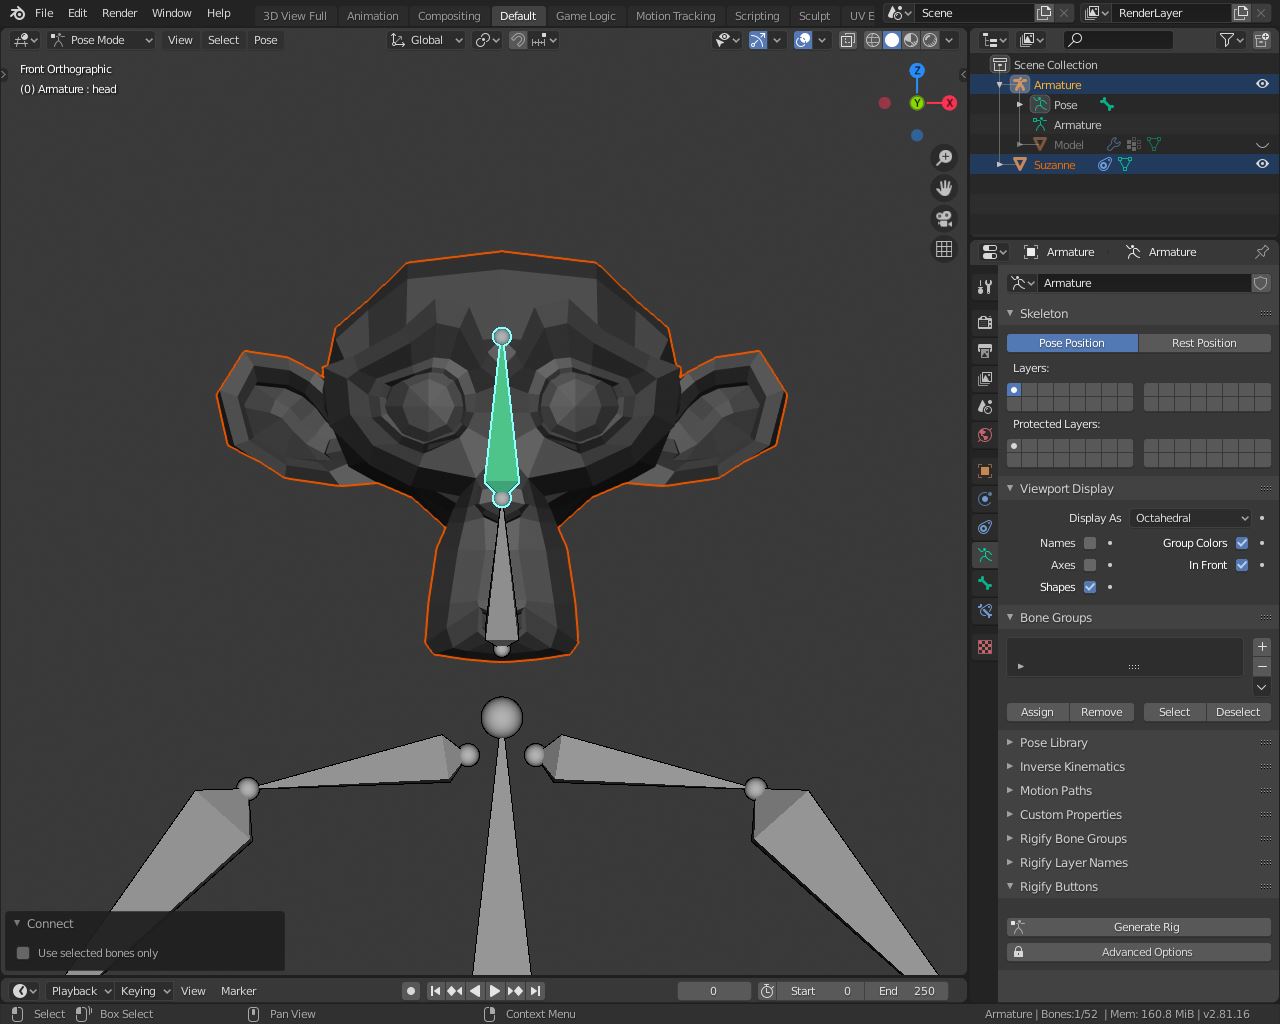 File Edit Render Window Help
3D View Full Animation Compositing Default Game Logic Motion Tracking Scripting Sculpt UV E
Scene
RenderLayer
Pose Mode View Select Pose
Global
Front Orthographic
(0) Armature : head
Z
Y
X
Scene Collection
Armature
Pose
Armature
Model
Suzanne
Armature Armature
Armature
Skeleton
Pose Position Rest Position
Layers:
Protected Layers:
Viewport Display
Display As Octahedral
Names Group Colors
Axes In Front
Shapes
Bone Groups
Assign Remove Select Deselect
Pose Library
Inverse Kinematics
Motion Paths
Custom Properties
Rigify Bone Groups
Rigify Layer Names
Rigify Buttons
Generate Rig
Advanced Options
Connect
Use selected bones only
Playback Keying View Marker
0
Start 0
End 250
Select Box Select Pan View Context Menu
Armature | Bones:1/52 | Mem: 160.8 MiB | v2.81.16